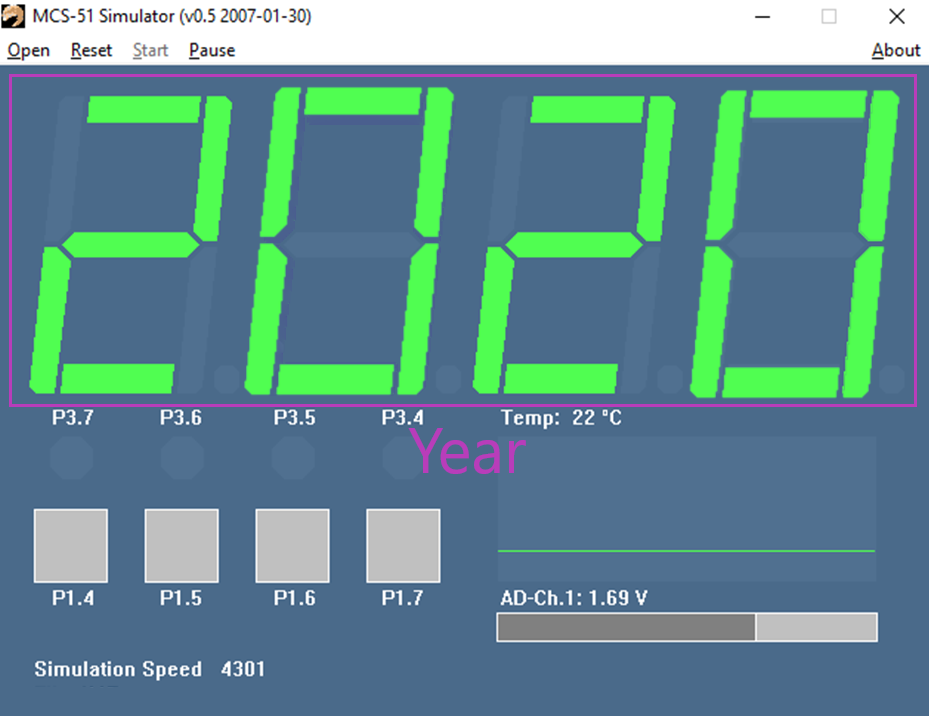 MCS-51 Simulator (v0.5 2007-01-30)
Open Reset Start Pause About
2020
P3.7 P3.6 P3.5 P3.4 Temp: 22 °C
Year
P1.4 P1.5 P1.6 P1.7 AD-Ch.1: 1.69 V
Simulation Speed 4301